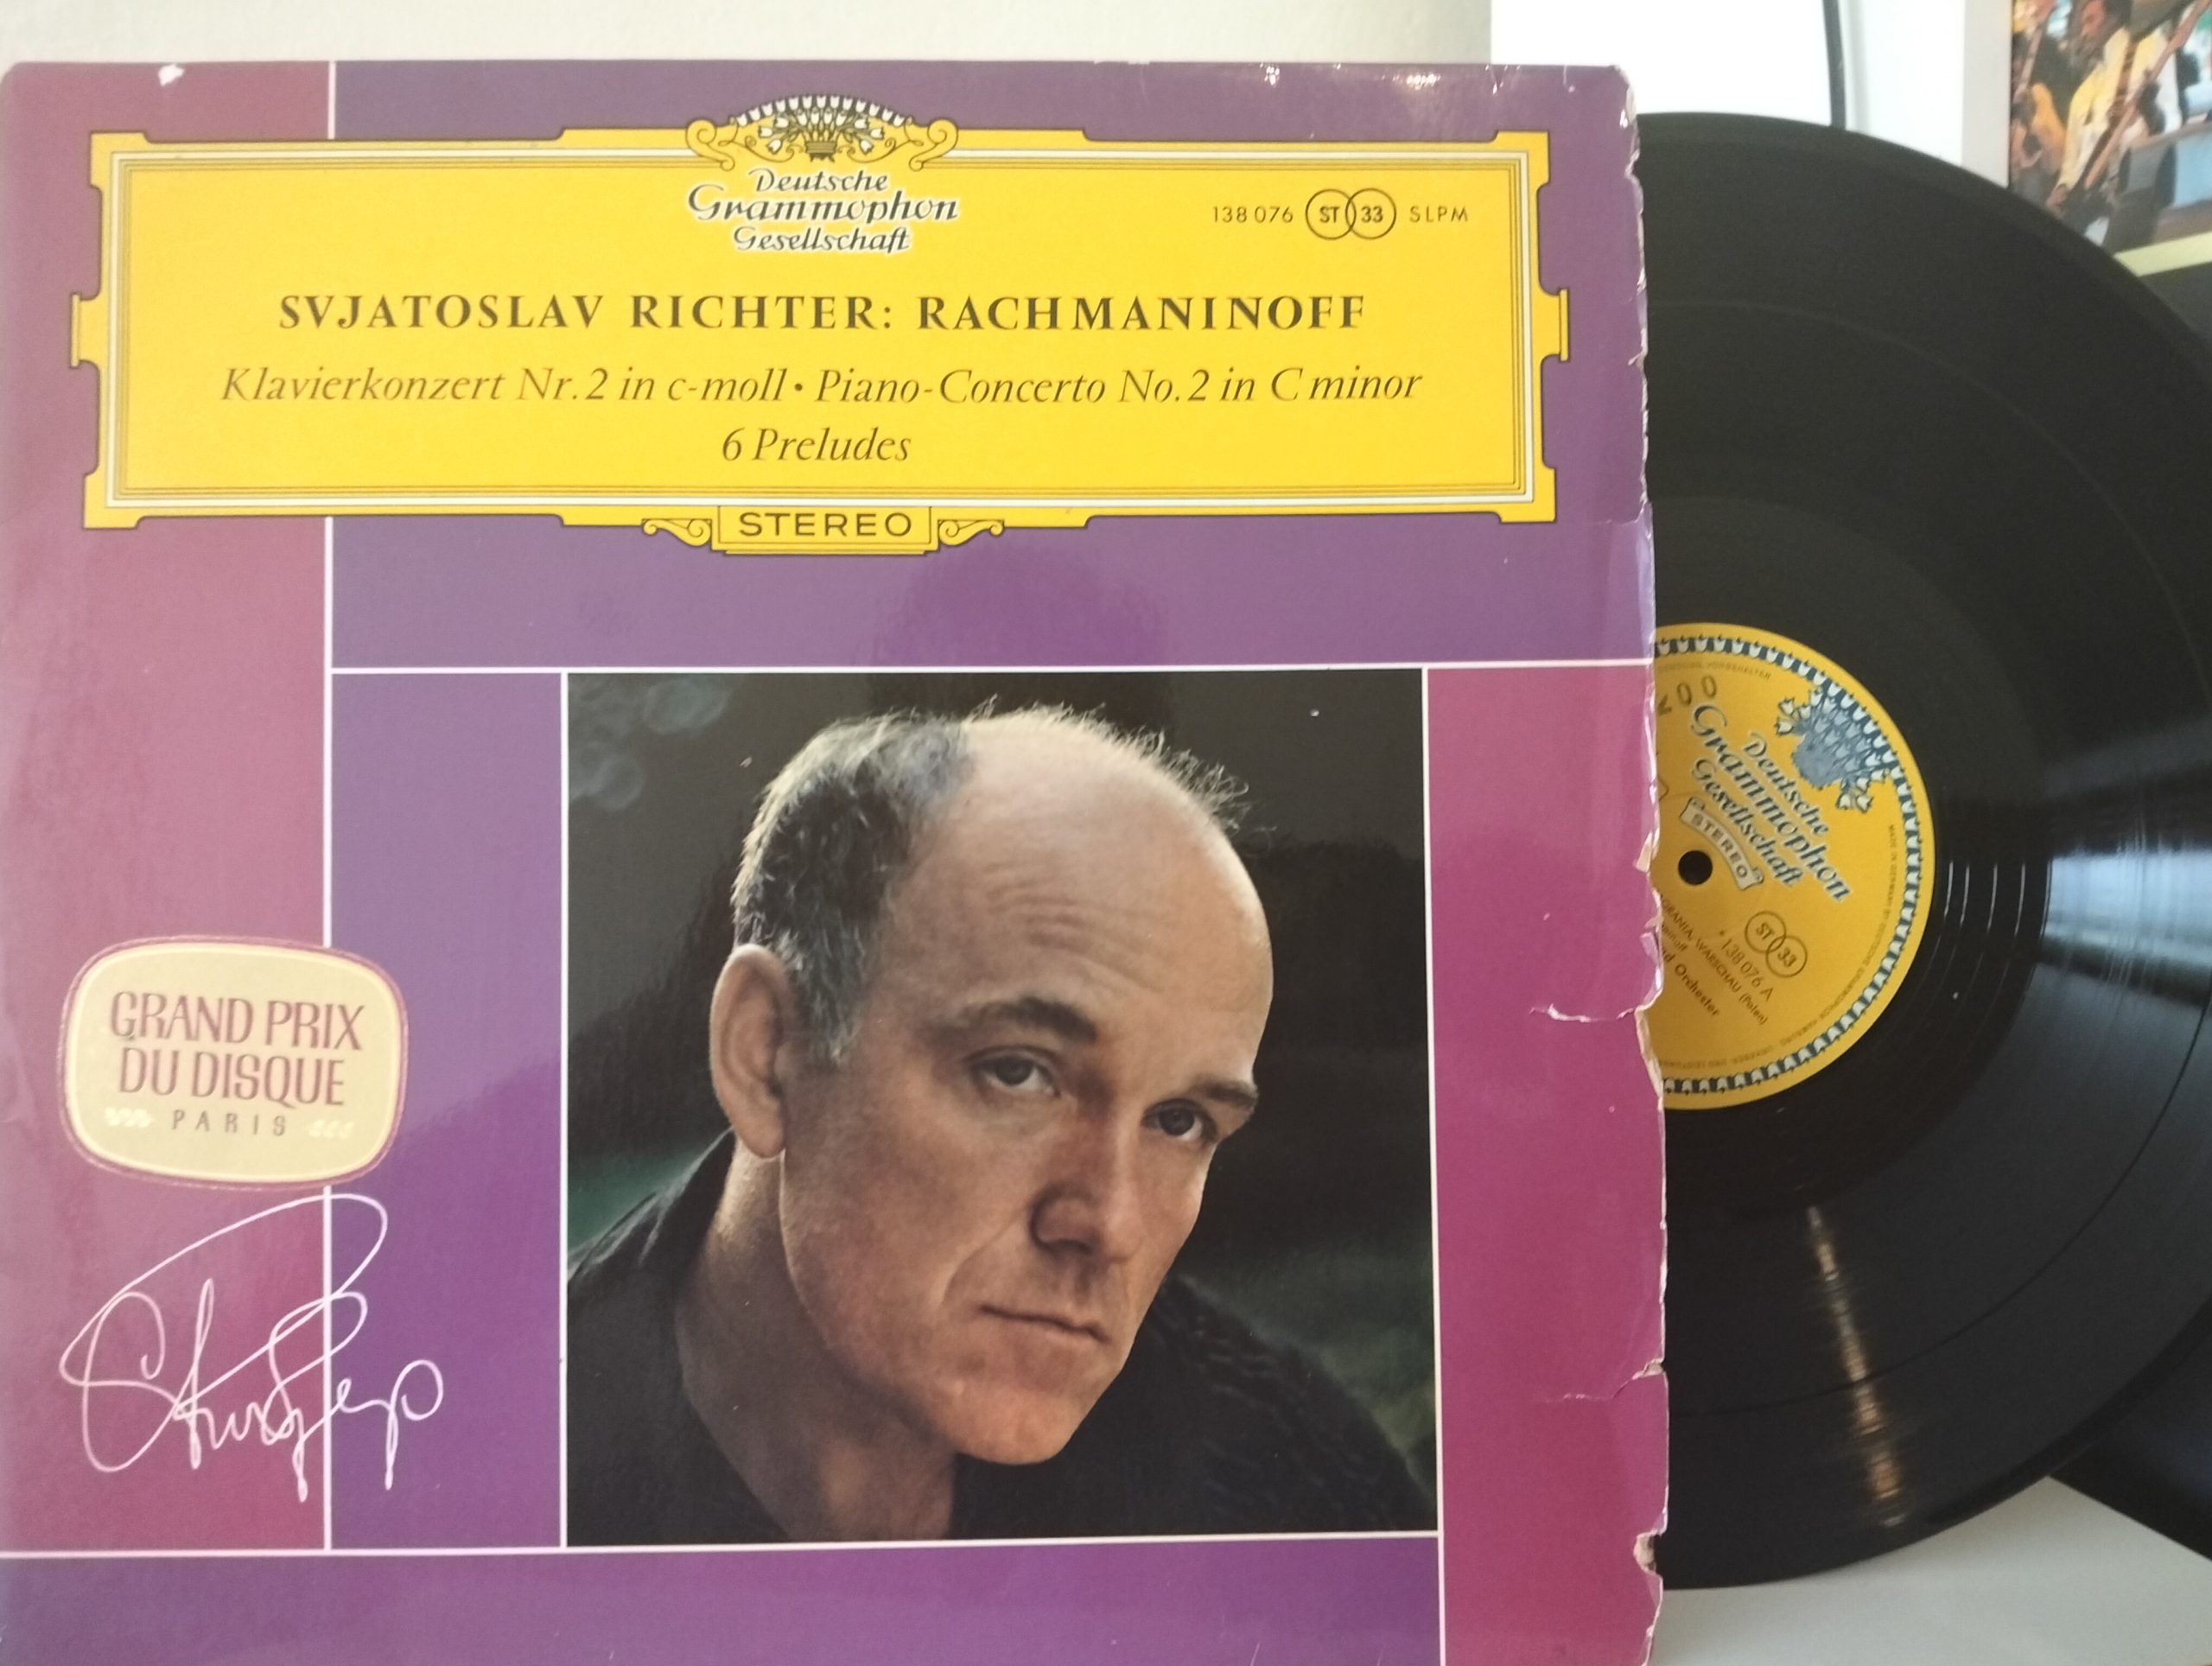 Deutsche
Grammophon
Gesellschaft
138 076 ST 33 SLPM
SVJATOSLAV RICHTER: RACHMANINOFF
Klavierkonzert Nr. 2 in c-moll • Piano-Concerto No. 2 in C minor
6 Preludes
STEREO
GRAND PRIX
DU DISQUE
PARIS
Deutsche
Grammophon
Gesellschaft
STEREO
ST 33
* 138 076 A
WARSCHAU (Polen)
Orchester